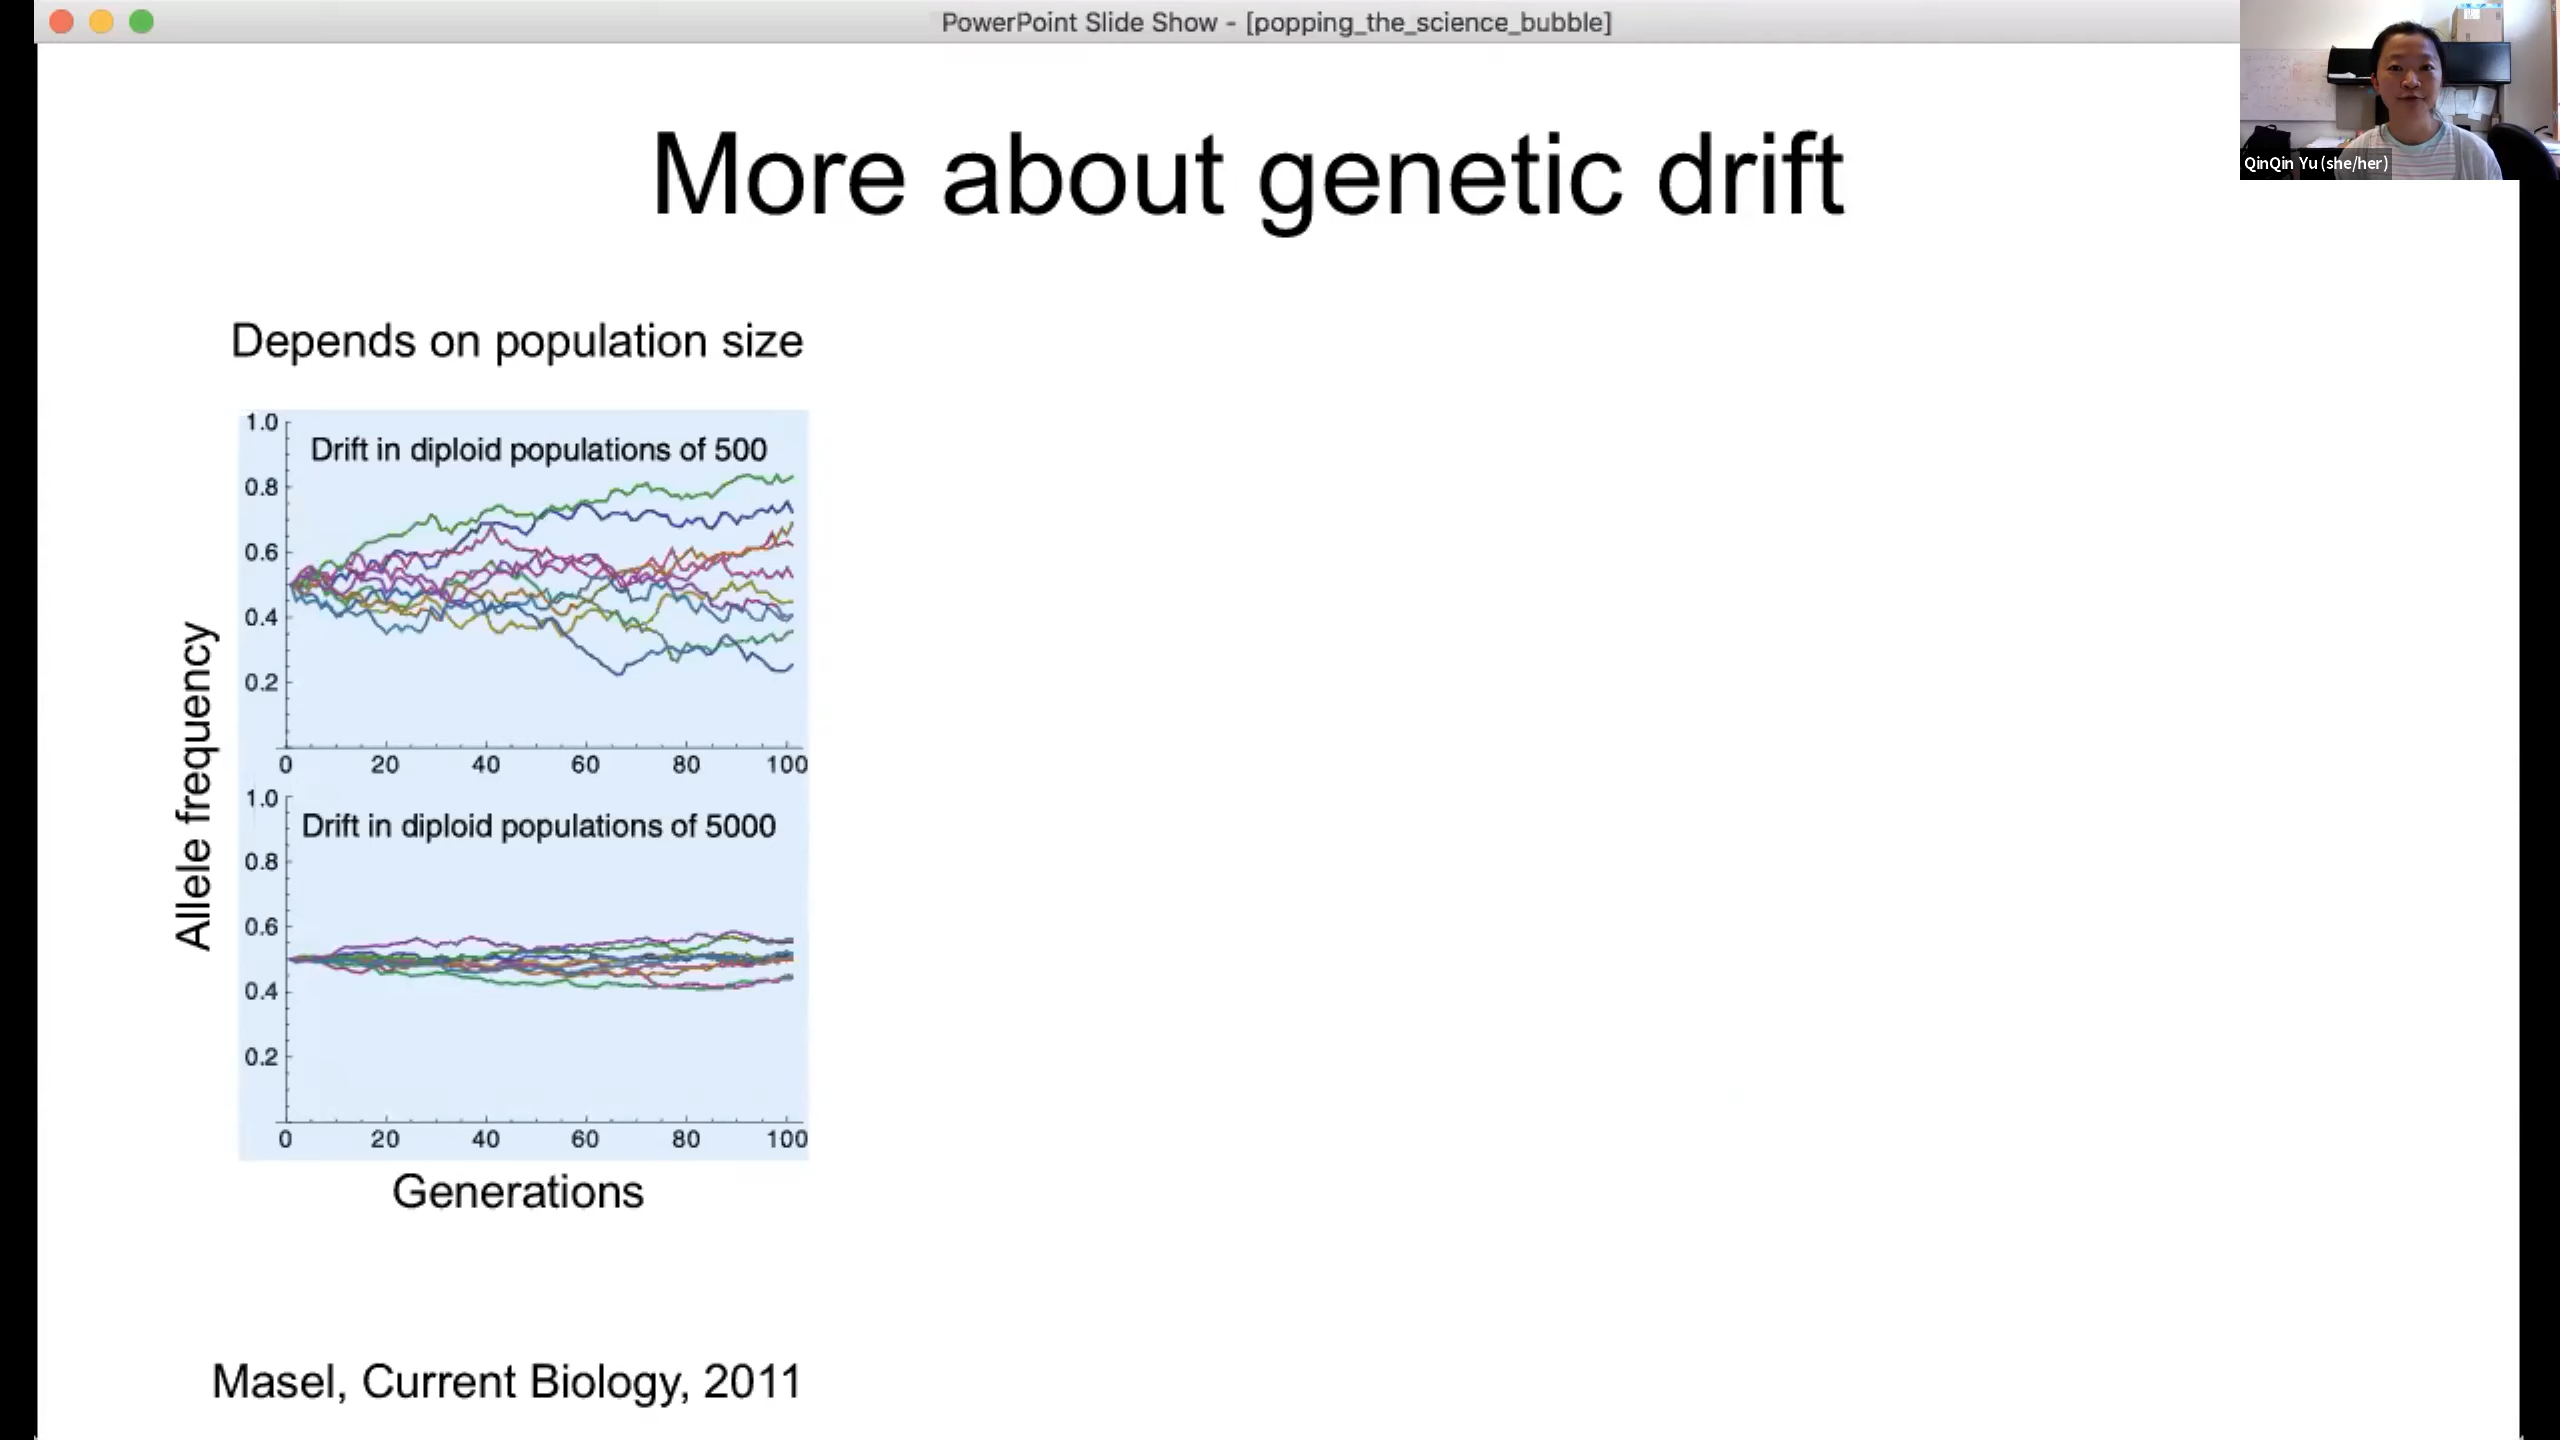 PowerPoint Slide Show - [popping_the_science_bubble]
QinQin Yu (she/her)
More about genetic drift
Depends on population size
Allele frequency
1.0
Drift in diploid populations of 500
0.8
0.6
0.4
0.2
0 20 40 60 80 100
1.0
Drift in diploid populations of 5000
0.8
0.6
0.4
0.2
0 20 40 60 80 100
Generations
Masel, Current Biology, 2011